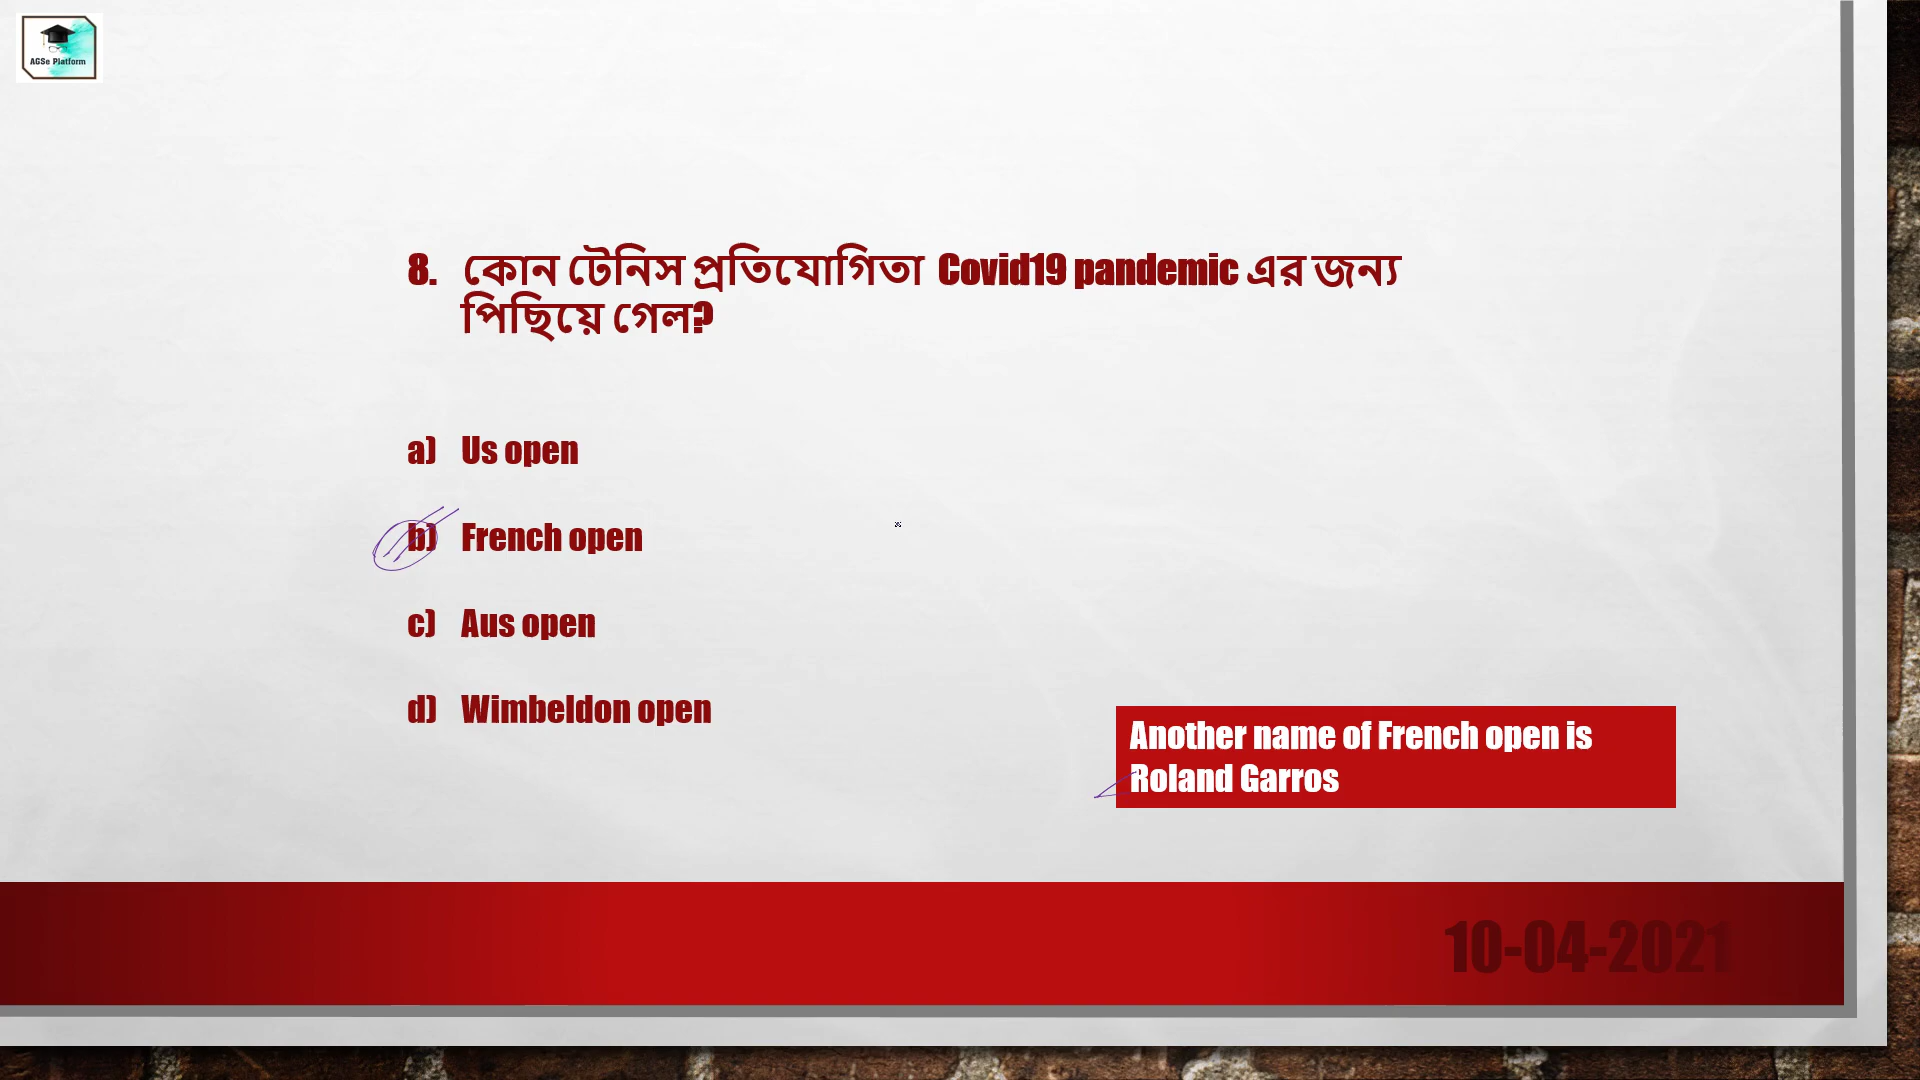 AGSe Platform
8. কোন টেনিস প্রতিযোগিতা Covid19 pandemic এর জন্য
পিছিয়ে গেল?
a) Us open
b) French open
c) Aus open
d) Wimbeldon open
Another name of French open is
Roland Garros
10-04-2021